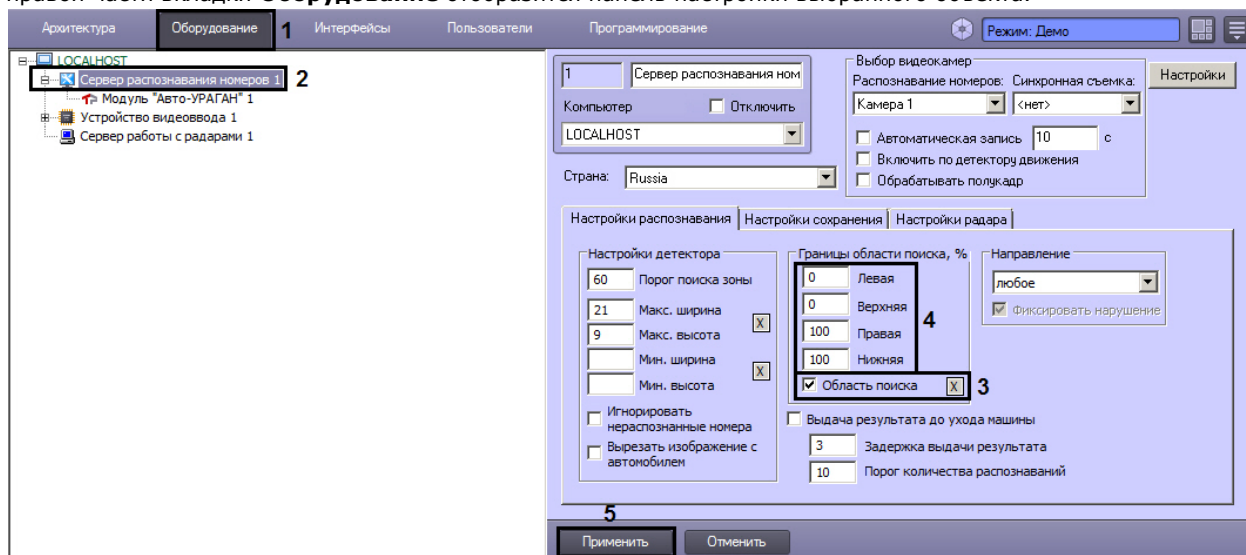 правой части вкладки Оборудование отобразится панель настройки выбранного объекта.
Архитектура Оборудование 1 Интерфейсы Пользователи Программирование Режим: Демо
LOCALHOST
Сервер распознавания номеров 1 2
Модуль "Авто-УРАГАН" 1
Устройство видеоввода 1
Сервер работы с радарами 1
1 Сервер распознавания ном
Компьютер Отключить
LOCALHOST
Страна: Russia
Выбор видеокамер
Распознавание номеров: Синхронная съемка:
Камера 1 <нет>
Автоматическая запись 10 с
Включить по детектору движения
Обрабатывать полукадр
Настройки
Настройки распознавания Настройки сохранения Настройки радара
Настройки детектора
60 Порог поиска зоны
21 Макс. ширина
X
9 Макс. высота
Мин. ширина
X
Мин. высота
Игнорировать
нераспознанные номера
Вырезать изображение с
автомобилем
Границы области поиска, %
0 Левая
0 Верхняя
4
100 Правая
100 Нижняя
Область поиска X 3
Направление
любое
Фиксировать нарушение
Выдача результата до ухода машины
3 Задержка выдачи результата
10 Порог количества распознаваний
5
Применить Отменить